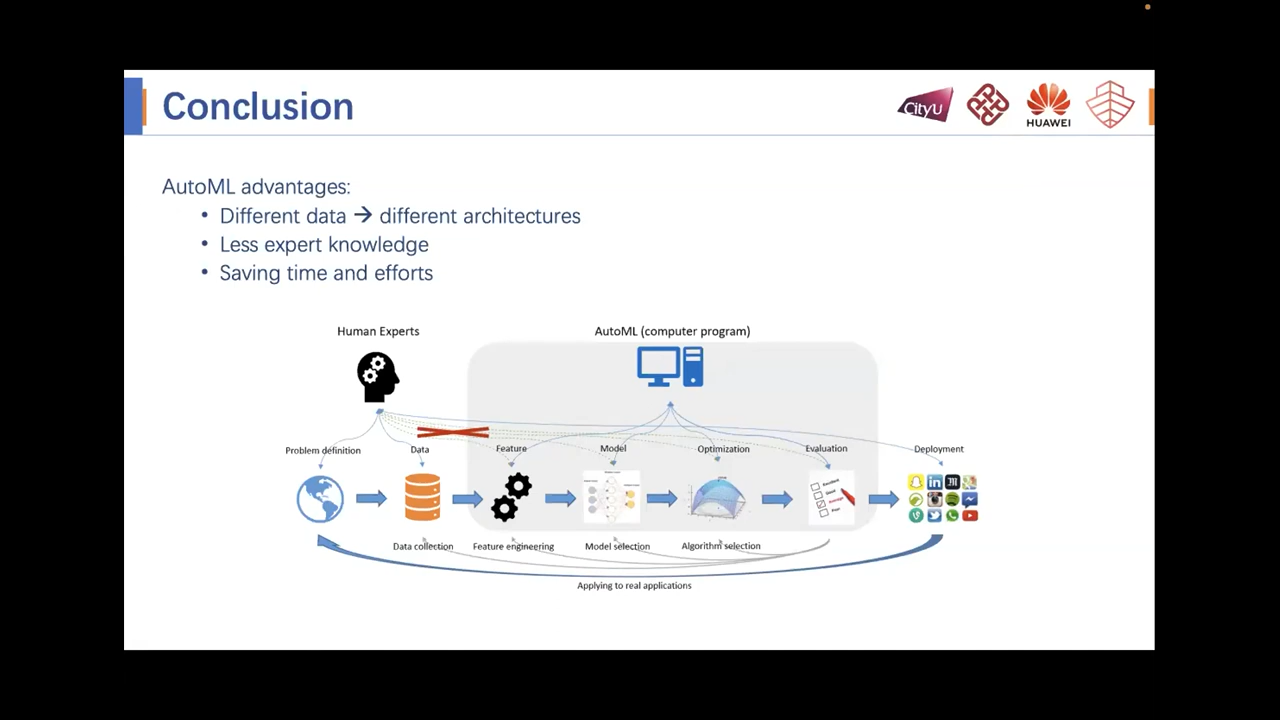 Conclusion
CityU
HUAWEI
AutoML advantages:
• Different data → different architectures
• Less expert knowledge
• Saving time and efforts
Human Experts
AutoML (computer program)
Problem definition
Data
Feature
Model
Optimization
Evaluation
Deployment
Data collection
Feature engineering
Model selection
Algorithm selection
Applying to real applications